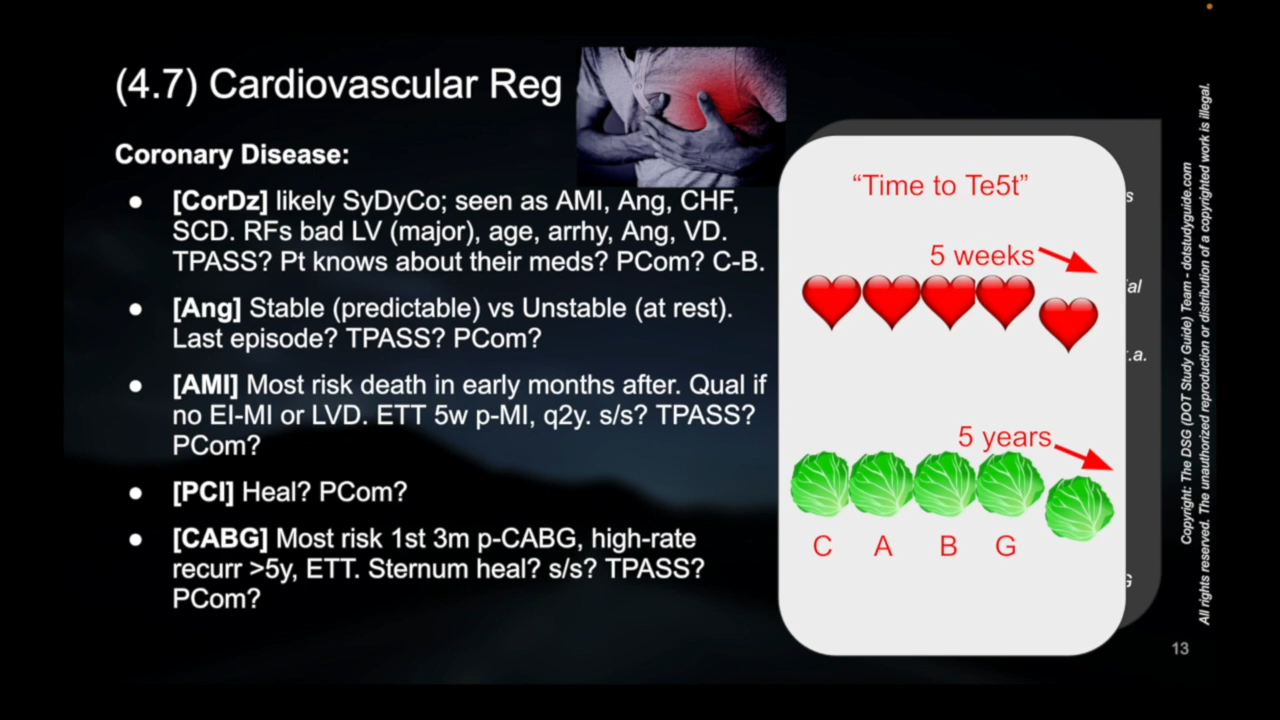 (4.7) Cardiovascular Reg
Coronary Disease:
● [CorDz] likely SyDyCo; seen as AMI, Ang, CHF,
SCD. RFs bad LV (major), age, arrhy, Ang, VD.
TPASS? Pt knows about their meds? PCom? C-B.
● [Ang] Stable (predictable) vs Unstable (at rest).
Last episode? TPASS? PCom?
● [AMI] Most risk death in early months after. Qual if
no EI-MI or LVD. ETT 5w p-MI, q2y. s/s? TPASS?
PCom?
● [PCI] Heal? PCom?
● [CABG] Most risk 1st 3m p-CABG, high-rate
recurr >5y, ETT. Sternum heal? s/s? TPASS?
PCom?
“Time to Te5t”
5 weeks
5 years
C A B G
Copyright: The DSG (DOT Study Guide) Team - dotstudyguide.com
All rights reserved. The unauthorized reproduction or distribution of a copyrighted work is illegal.
13